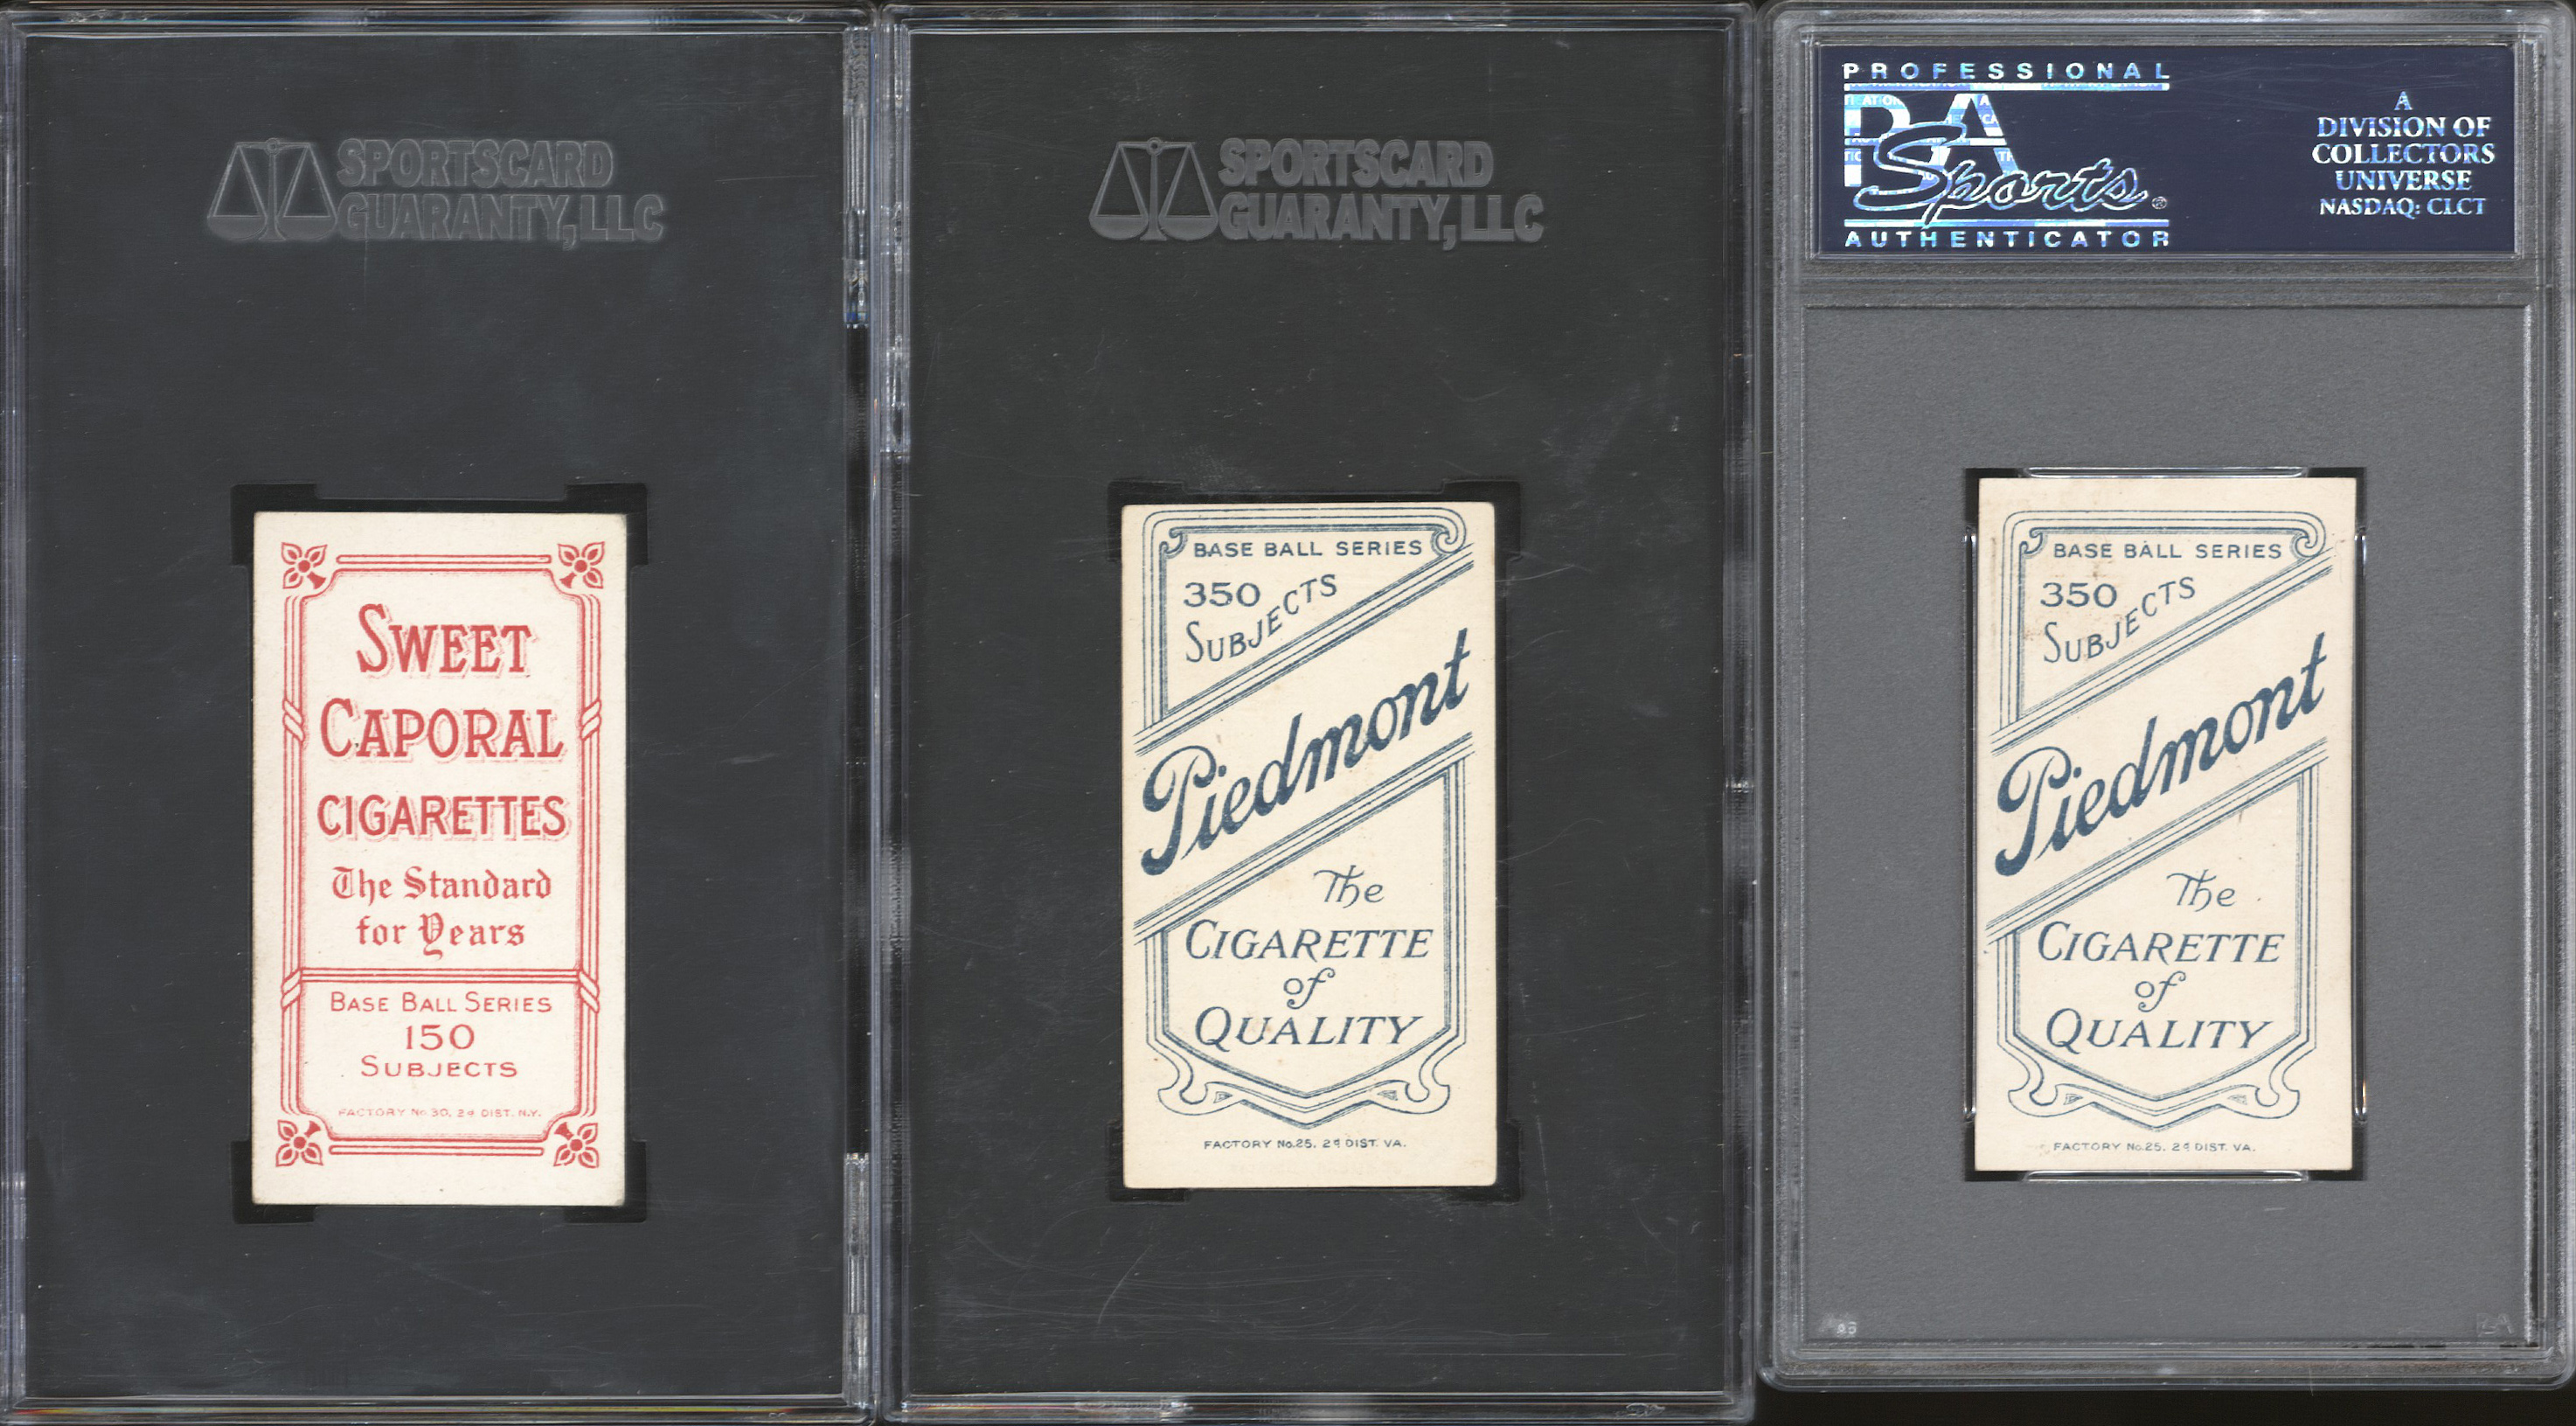 SPORTSCARD
GUARANTY, LLC
SWEET
CAPORAL
CIGARETTES
The Standard
for Years
BASE BALL SERIES
150
SUBJECTS
FACTORY No 30, 2d DIST. N.Y.
SPORTSCARD
GUARANTY, LLC
BASE BALL SERIES
350
SUBJECTS
Piedmont
The
CIGARETTE
of
QUALITY
FACTORY No.25, 2d DIST. VA.
PROFESSIONAL
PSA
Sports®
AUTHENTICATOR
A
DIVISION OF
COLLECTORS
UNIVERSE
NASDAQ: CLCT
BASE BALL SERIES
350
SUBJECTS
Piedmont
The
CIGARETTE
of
QUALITY
FACTORY No.25, 2d DIST. VA.